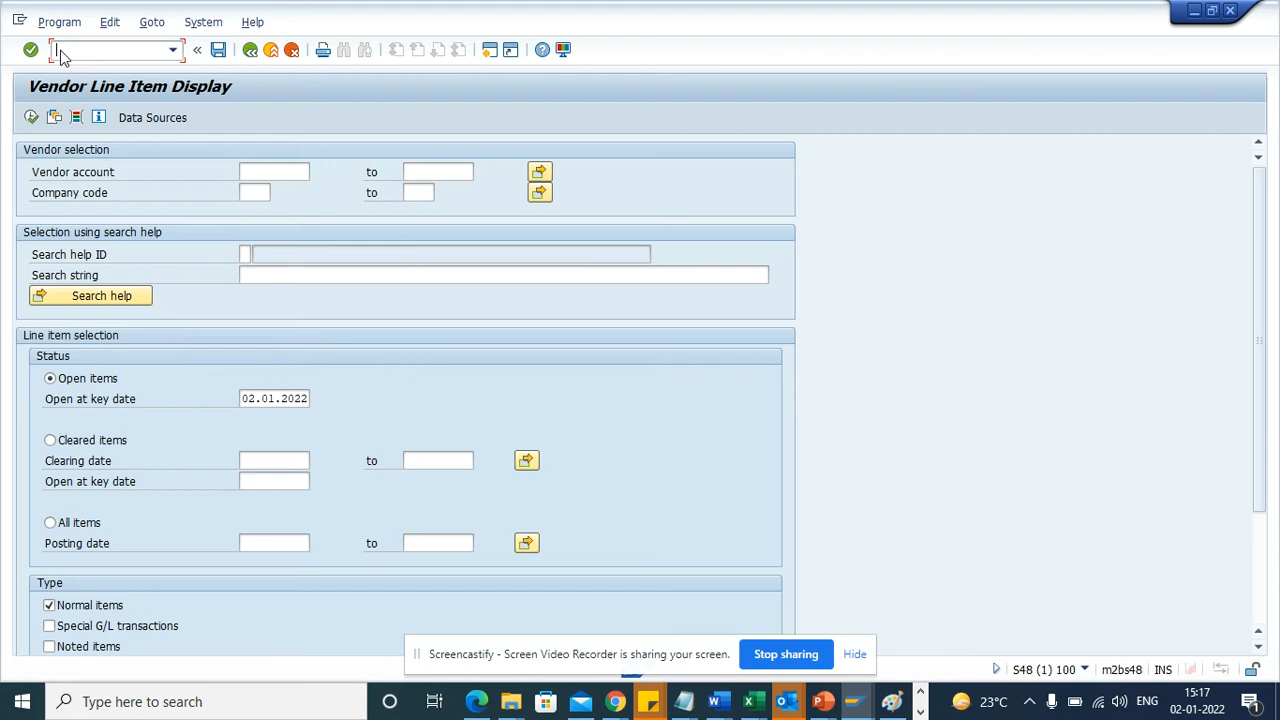 Program Edit Goto System Help
Vendor Line Item Display
Data Sources
Vendor selection
Vendor account to
Company code to
Selection using search help
Search help ID
Search string
Search help
Line item selection
Status
Open items
Open at key date 02.01.2022
Cleared items
Clearing date to
Open at key date
All items
Posting date to
Type
Normal items
Special G/L transactions
Noted items
Screencastify - Screen Video Recorder is sharing your screen. Stop sharing Hide
S48 (1) 100 m2bs48 INS
Type here to search 23°C ENG 15:17
02-01-2022 1